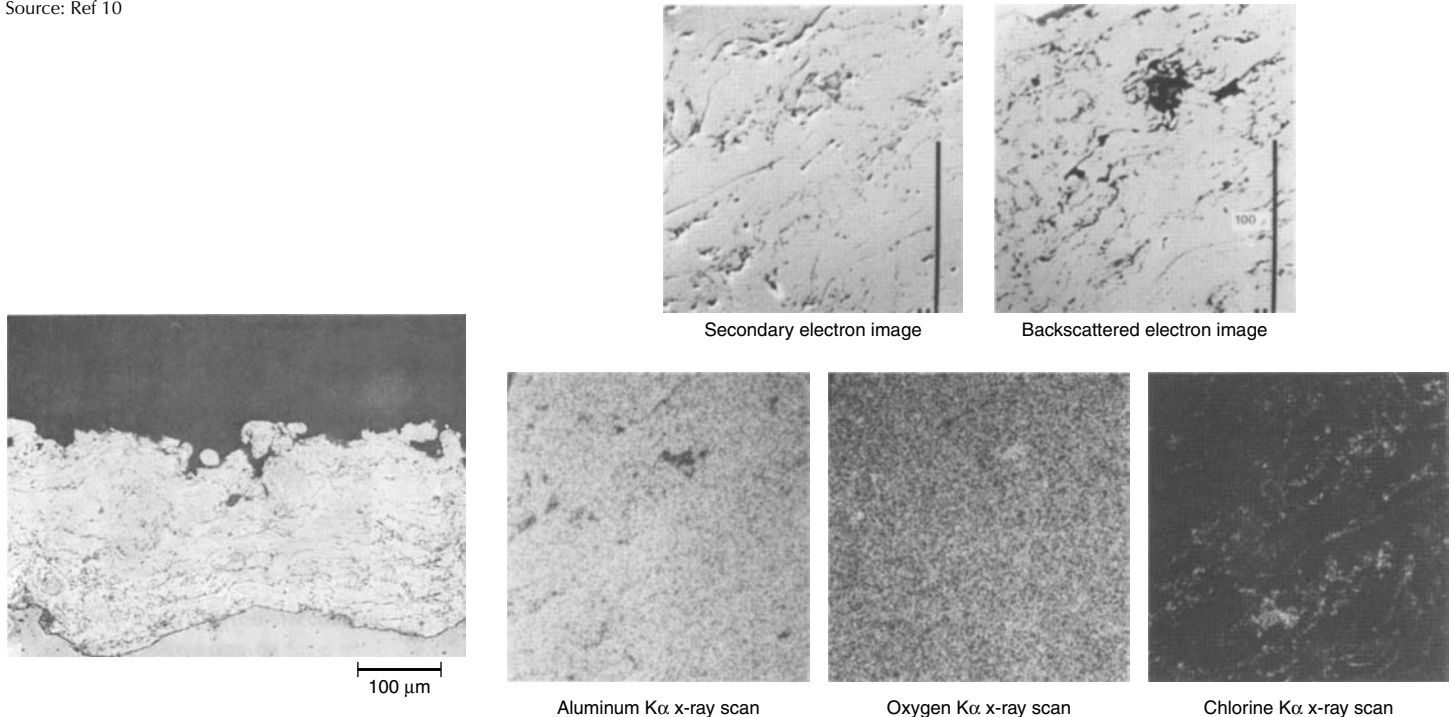 Source: Ref 10
100 μ
Secondary electron image
Backscattered electron image
100 μm
Aluminum Kα x-ray scan
Oxygen Kα x-ray scan
Chlorine Kα x-ray scan